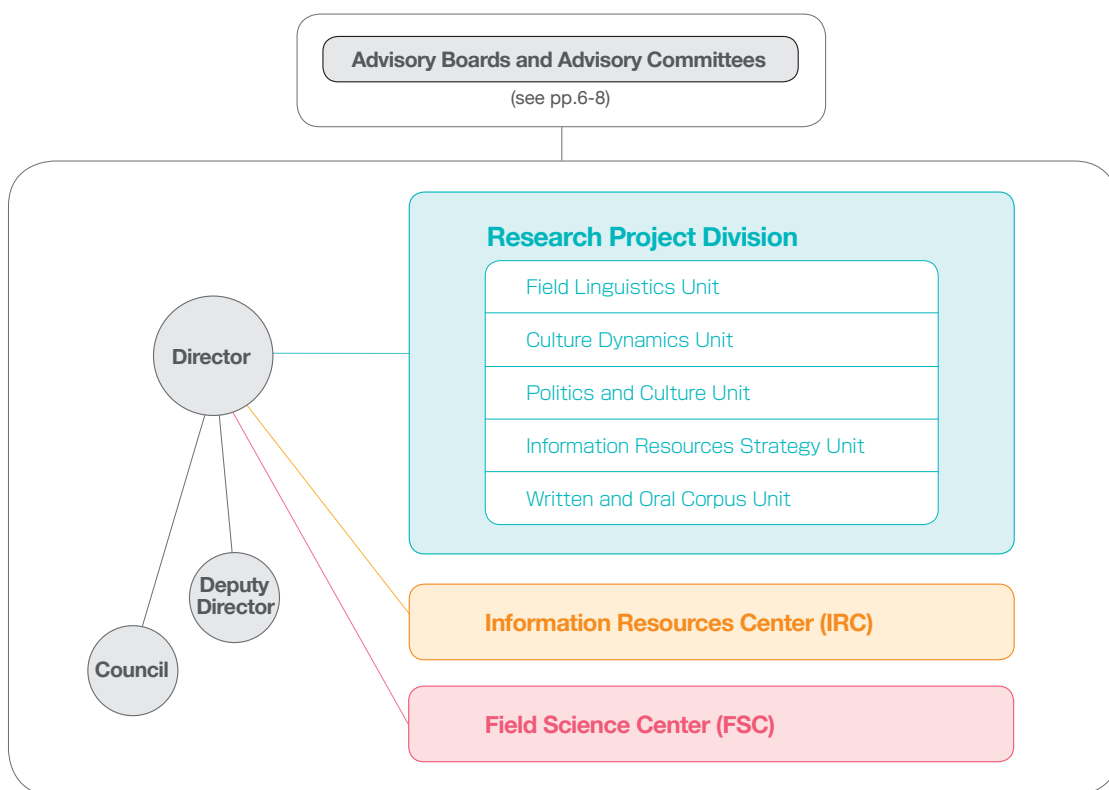 Advisory Boards and Advisory Committees
(see pp.6-8)
Research Project Division
Field Linguistics Unit
Culture Dynamics Unit
Politics and Culture Unit
Information Resources Strategy Unit
Written and Oral Corpus Unit
Director
Deputy
Director
Council
Information Resources Center (IRC)
Field Science Center (FSC)